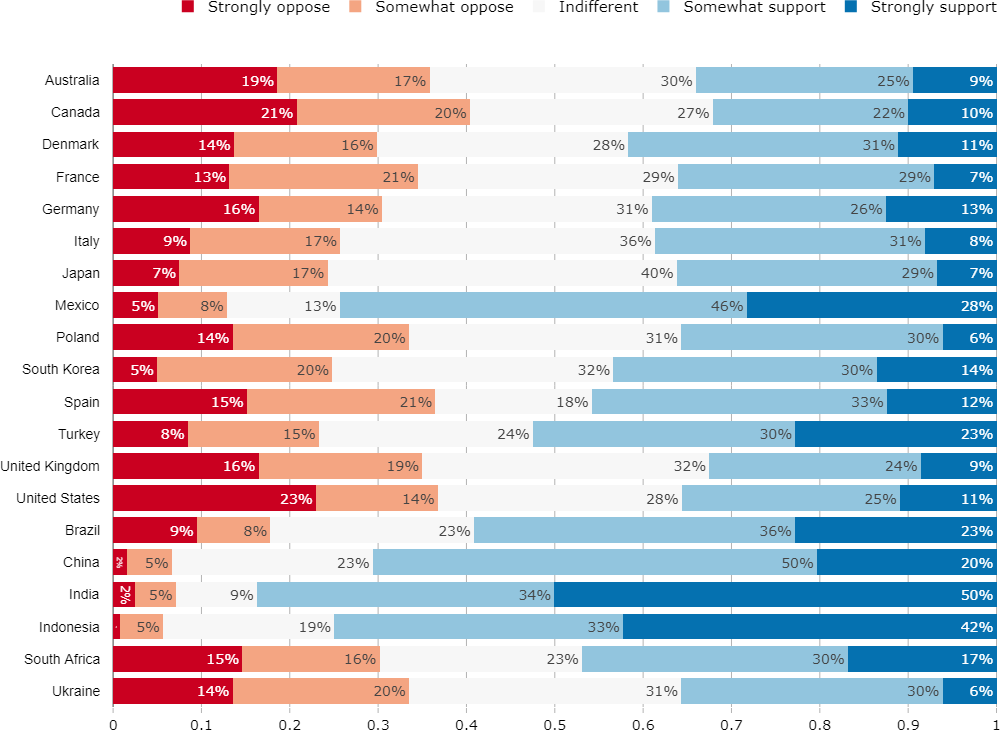 Strongly oppose Somewhat oppose Indifferent Somewhat support Strongly support
Australia 19% 17% 30% 25% 9%
Canada 21% 20% 27% 22% 10%
Denmark 14% 16% 28% 31% 11%
France 13% 21% 29% 29% 7%
Germany 16% 14% 31% 26% 13%
Italy 9% 17% 36% 31% 8%
Japan 7% 17% 40% 29% 7%
Mexico 5% 8% 13% 46% 28%
Poland 14% 20% 31% 30% 6%
South Korea 5% 20% 32% 30% 14%
Spain 15% 21% 18% 33% 12%
Turkey 8% 15% 24% 30% 23%
United Kingdom 16% 19% 32% 24% 9%
United States 23% 14% 28% 25% 11%
Brazil 9% 8% 23% 36% 23%
China 2% 5% 23% 50% 20%
India 2% 5% 9% 34% 50%
Indonesia 5% 19% 33% 42%
South Africa 15% 16% 23% 30% 17%
Ukraine 14% 20% 31% 30% 6%
0 0.1 0.2 0.3 0.4 0.5 0.6 0.7 0.8 0.9 1